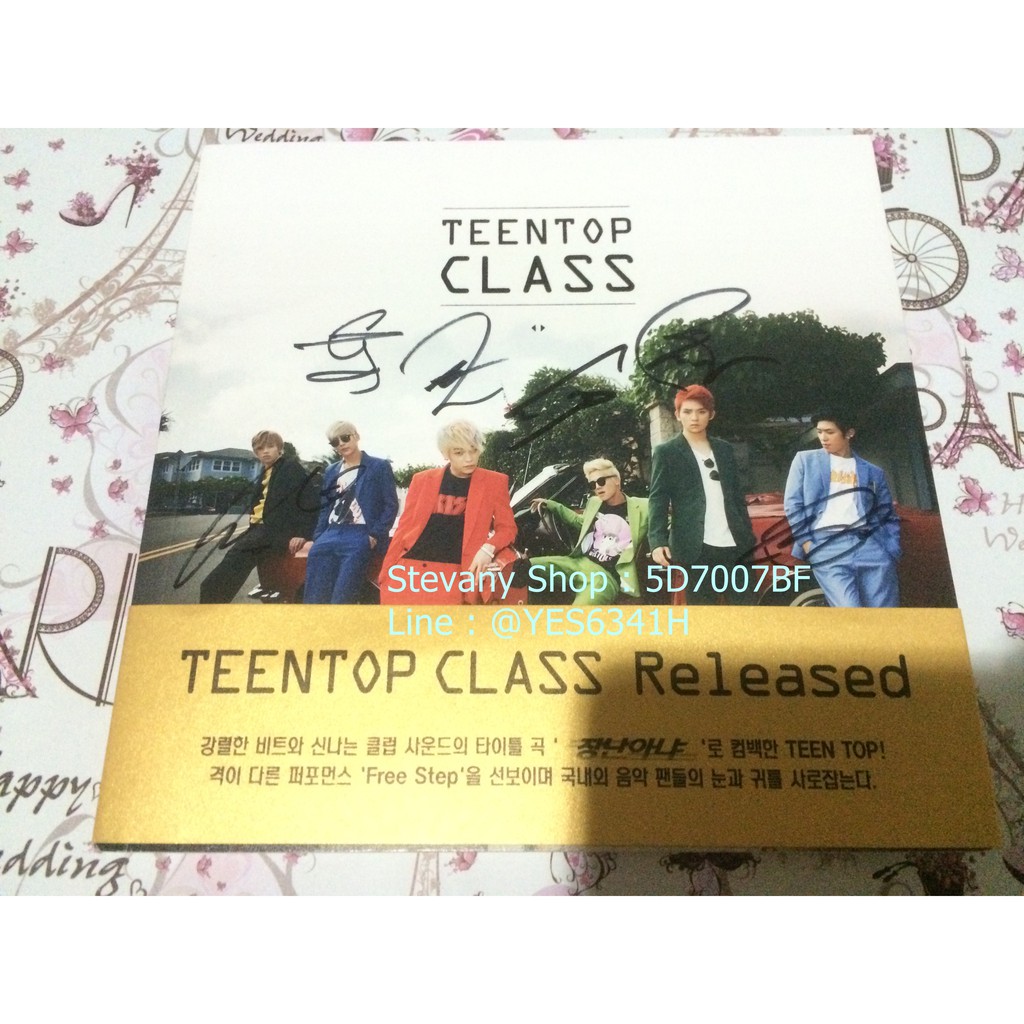 Wedding
TEENTOP
CLASS
Stevany Shop : 5D7007BF
Line : @YES6341H
TEENTOP CLASS Released
강렬한 비트와 신나는 클럽 사운드의 타이틀 곡 ' 장난아냐 '로 컴백한 TEEN TOP!
격이 다른 퍼포먼스 'Free Step'을 선보이며 국내외 음악 팬들의 눈과 귀를 사로잡는다.